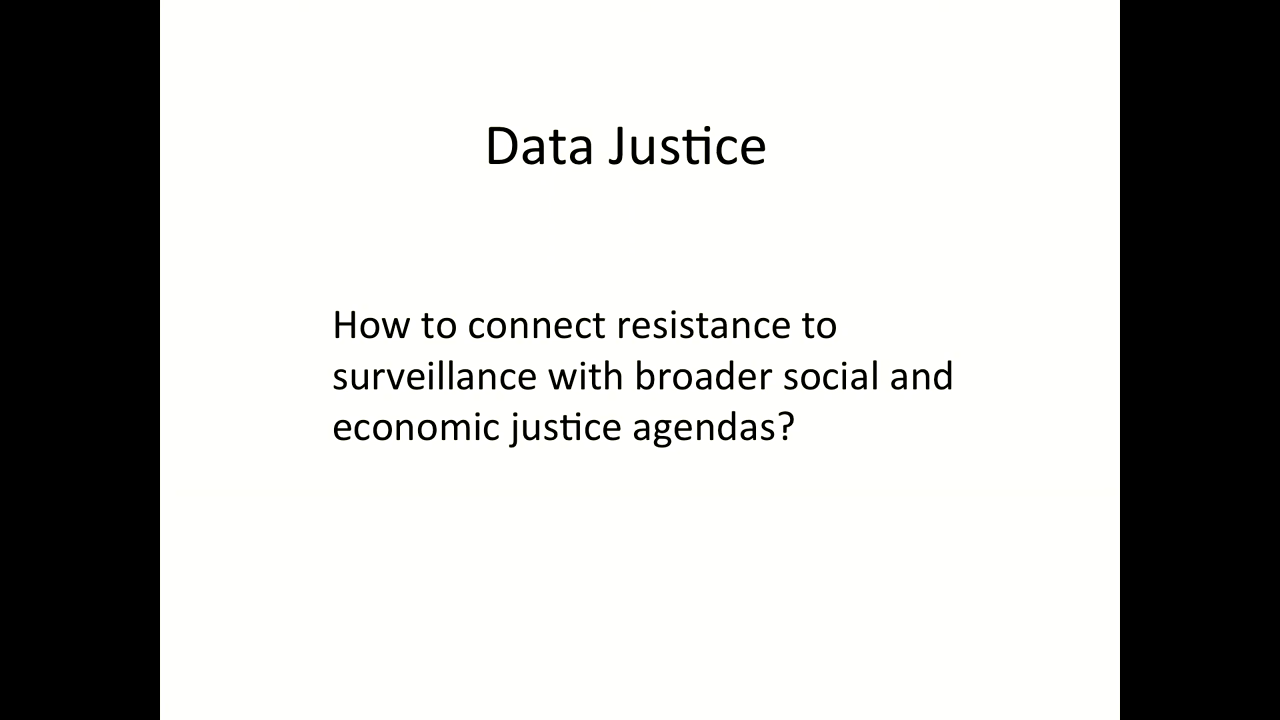 Data Justice
How to connect resistance to
surveillance with broader social and
economic justice agendas?